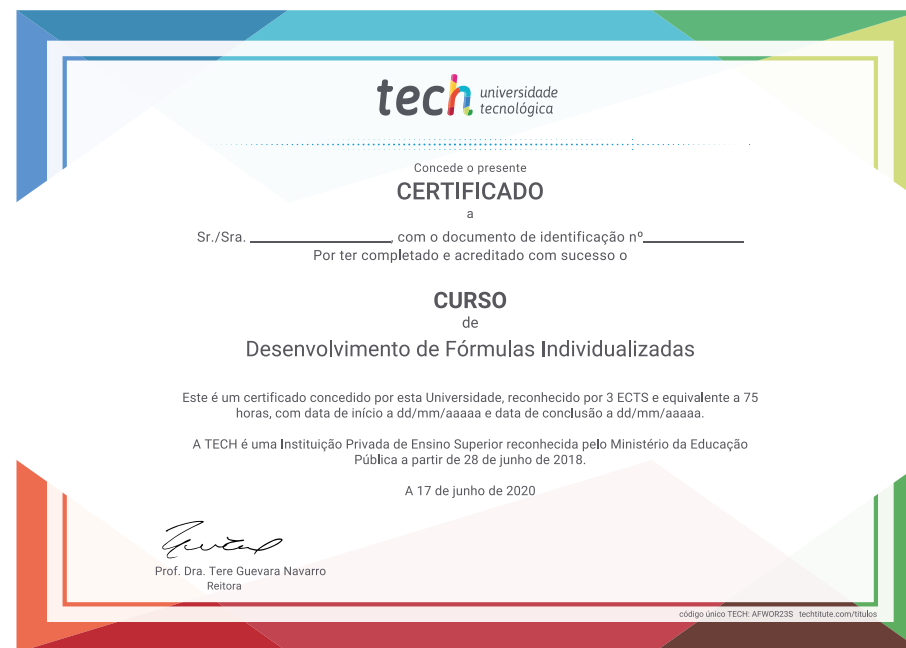 tech universidade
tecnológica
Concede o presente
CERTIFICADO
a
Sr./Sra. , com o documento de identificação nº
Por ter completado e acreditado com sucesso o
CURSO
de
Desenvolvimento de Fórmulas Individualizadas
Este é um certificado concedido por esta Universidade, reconhecido por 3 ECTS e equivalente a 75
horas, com data de início a dd/mm/aaaaa e data de conclusão a dd/mm/aaaaa.
A TECH é uma Instituição Privada de Ensino Superior reconhecida pelo Ministério da Educação
Pública a partir de 28 de junho de 2018.
A 17 de junho de 2020
Prof. Dra. Tere Guevara Navarro
Reitora
código único TECH: AFWOR23S techtitute.com/titulos